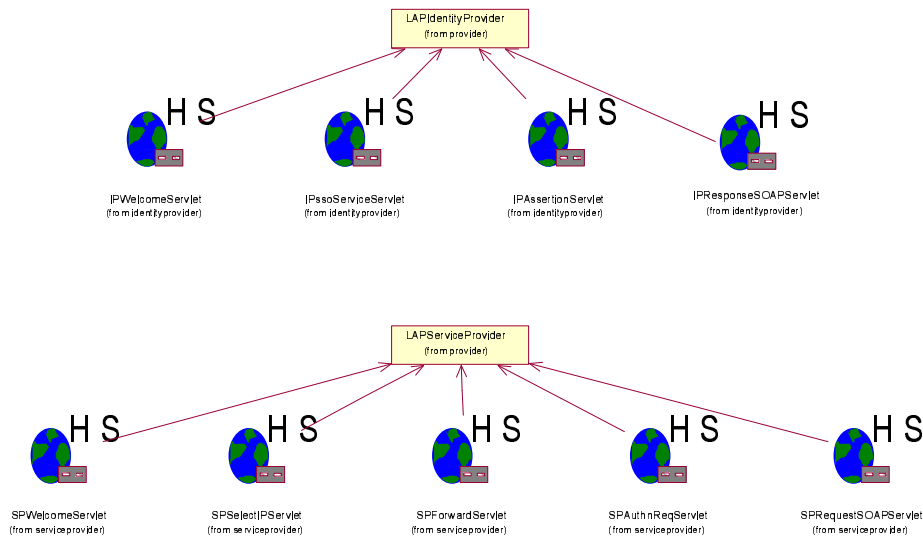 LAPIdentityProvider
(from provider)
H S
H S
H S
H S
IPWelcomeServlet
(from identityprovider)
IPssoServiceServlet
(from identityprovider)
IPAssertionServlet
(from identityprovider)
IPResponseSOAPServlet
(from identityprovider)
LAPServiceProvider
(from provider)
H S
H S
H S
H S
H S
SPWelcomeServlet
(from serviceprovider)
SPSelectIPServlet
(from serviceprovider)
SPForwardServlet
(from serviceprovider)
SPAuthnReqServlet
(from serviceprovider)
SPRequestSOAPServlet
(from serviceprovider)